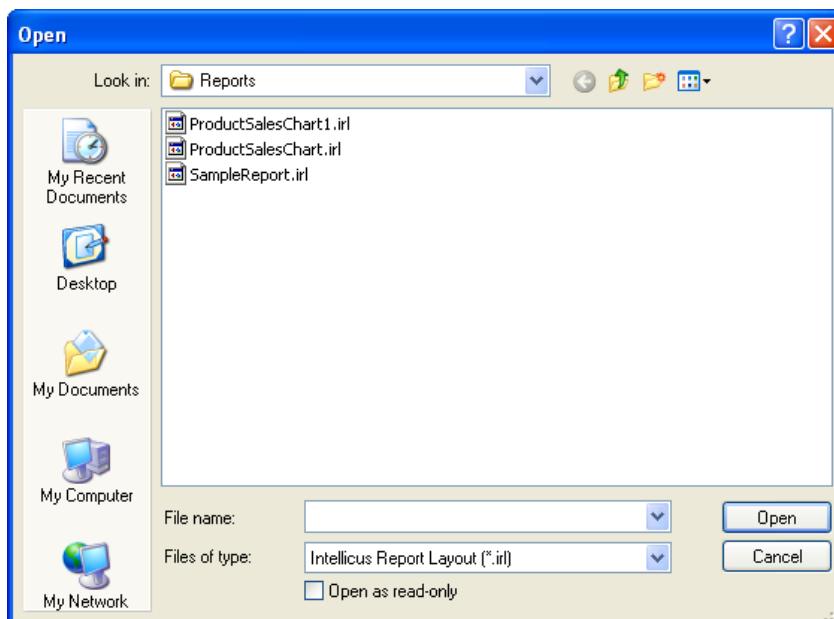 Open
Look in:
Reports
ProductSalesChart1.irl
ProductSalesChart.irl
SampleReport.irl
My Recent
Documents
Desktop
My Documents
My Computer
My Network
File name:
Open
Files of type:
Intellicus Report Layout (*.irl)
Cancel
Open as read-only